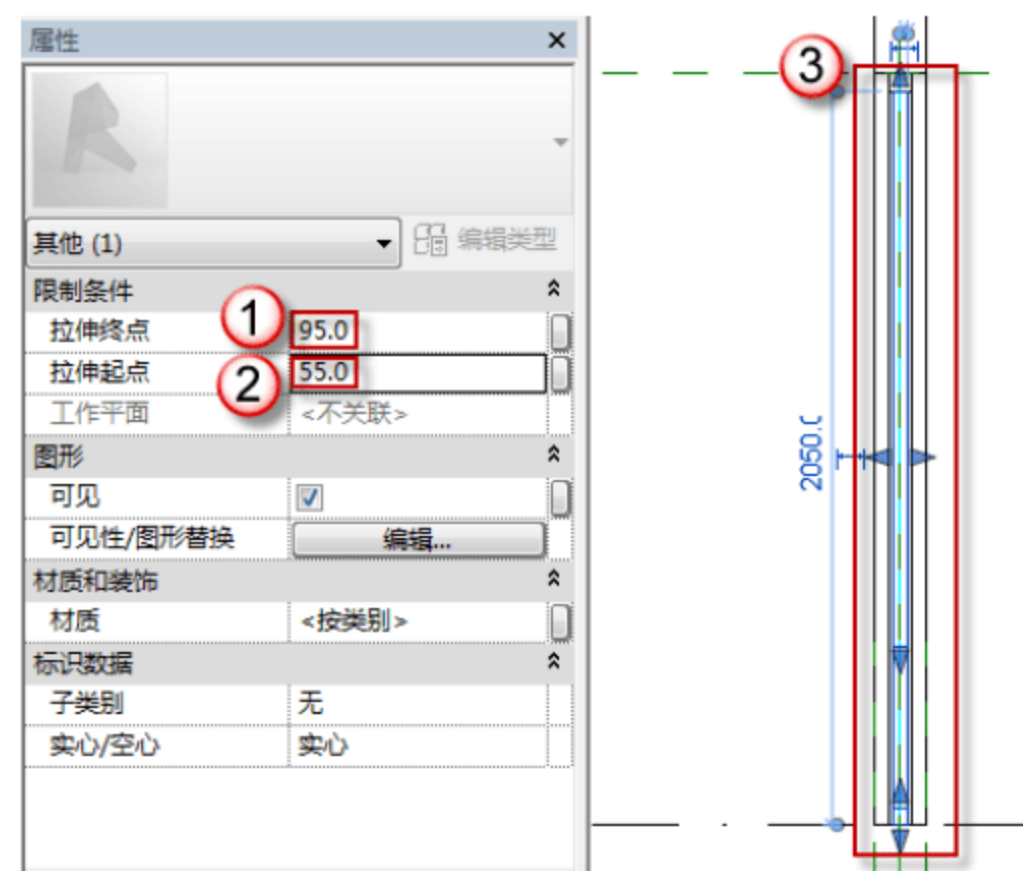 属性
其他 (1)
编辑类型
限制条件
拉伸终点
1
95.0
拉伸起点
2
55.0
工作平面
<不关联>
图形
可见
可见性/图形替换
编辑...
材质和装饰
材质
<按类别>
标识数据
子类别
无
实心/空心
实心
3